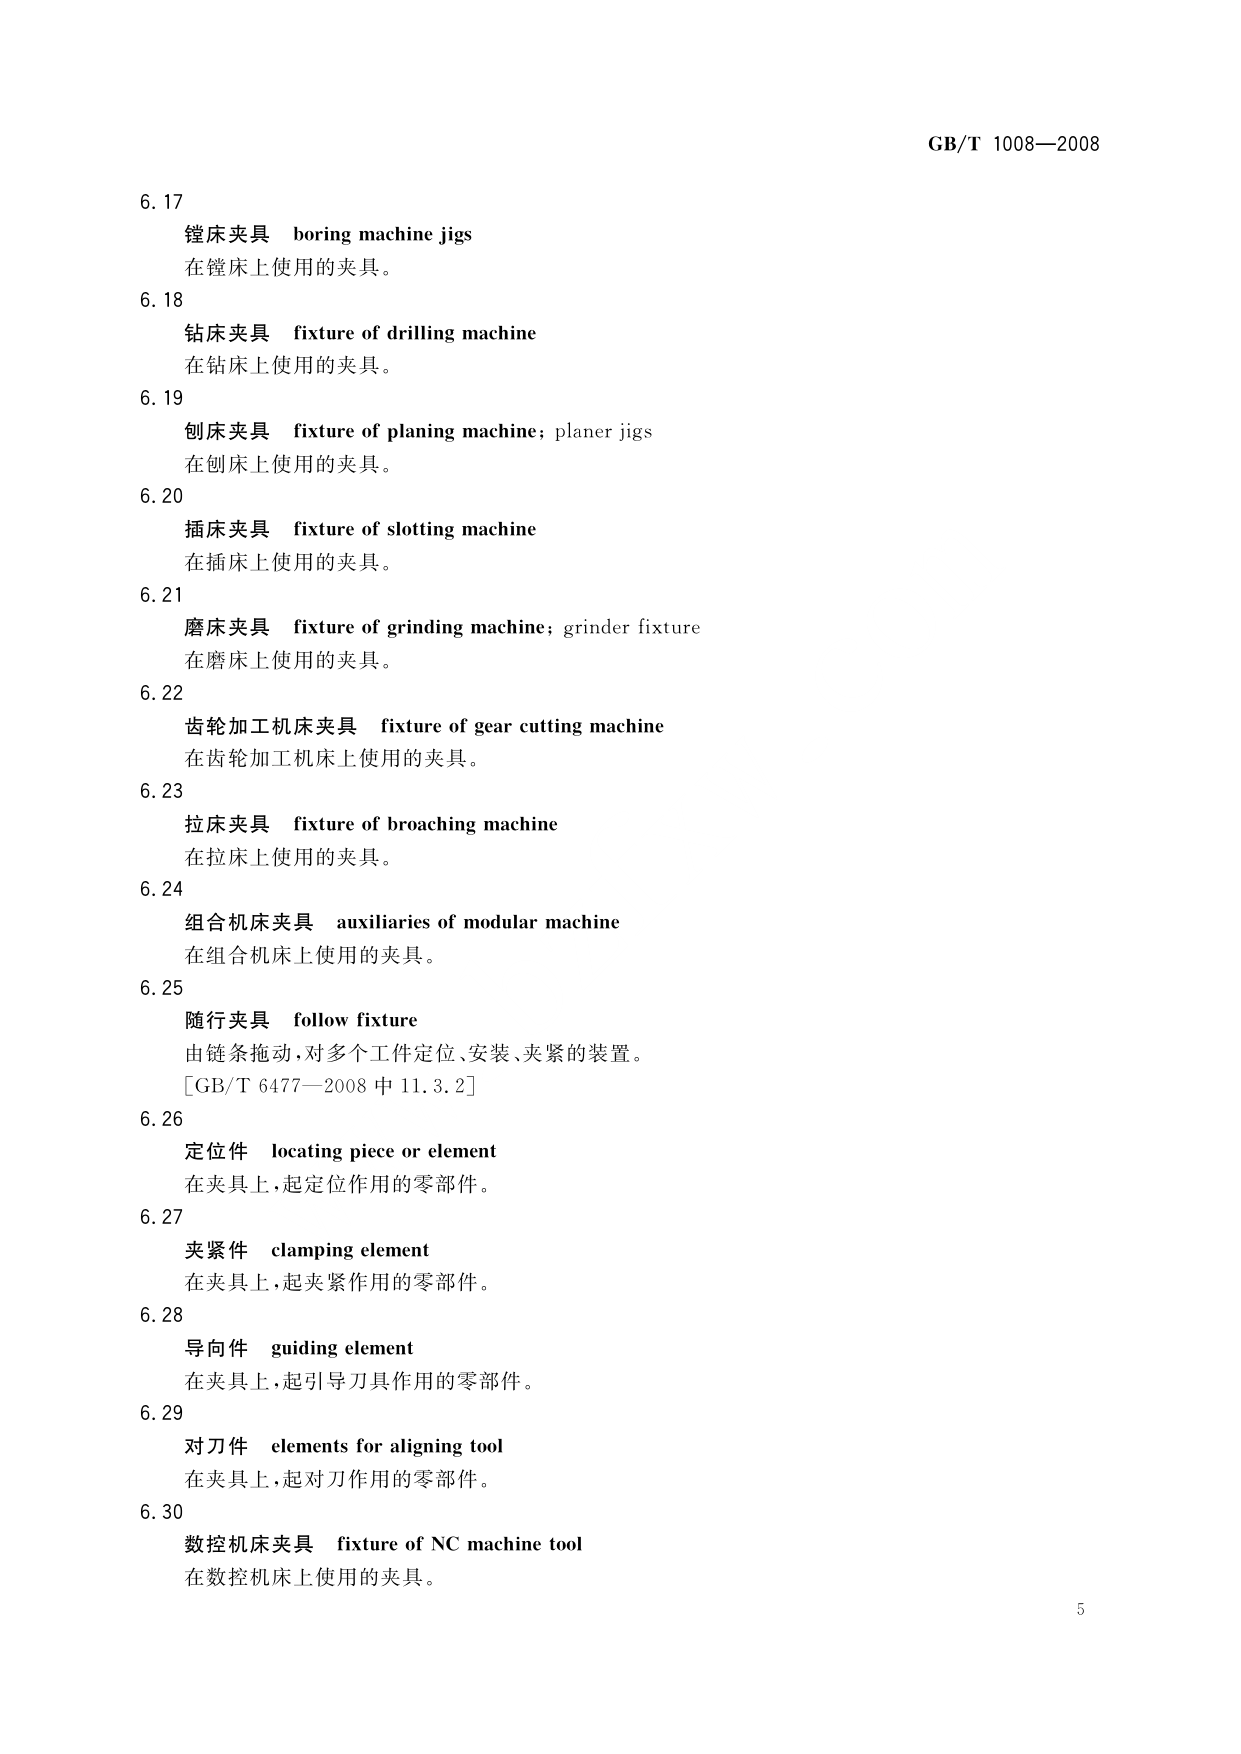 GB/T 1008—2008
6.17
镗床夹具　boring machine jigs
在镗床上使用的夹具。
6.18
钻床夹具　fixture of drilling machine
在钻床上使用的夹具。
6.19
刨床夹具　fixture of planing machine; planer jigs
在刨床上使用的夹具。
6.20
插床夹具　fixture of slotting machine
在插床上使用的夹具。
6.21
磨床夹具　fixture of grinding machine; grinder fixture
在磨床上使用的夹具。
6.22
齿轮加工机床夹具　fixture of gear cutting machine
在齿轮加工机床上使用的夹具。
6.23
拉床夹具　fixture of broaching machine
在拉床上使用的夹具。
6.24
组合机床夹具　auxiliaries of modular machine
在组合机床上使用的夹具。
6.25
随行夹具　follow fixture
由链条拖动,对多个工件定位、安装、夹紧的装置。
[GB/T 6477—2008 中 11.3.2]
6.26
定位件　locating piece or element
在夹具上,起定位作用的零部件。
6.27
夹紧件　clamping element
在夹具上,起夹紧作用的零部件。
6.28
导向件　guiding element
在夹具上,起引导刀具作用的零部件。
6.29
对刀件　elements for aligning tool
在夹具上,起对刀作用的零部件。
6.30
数控机床夹具　fixture of NC machine tool
在数控机床上使用的夹具。
5